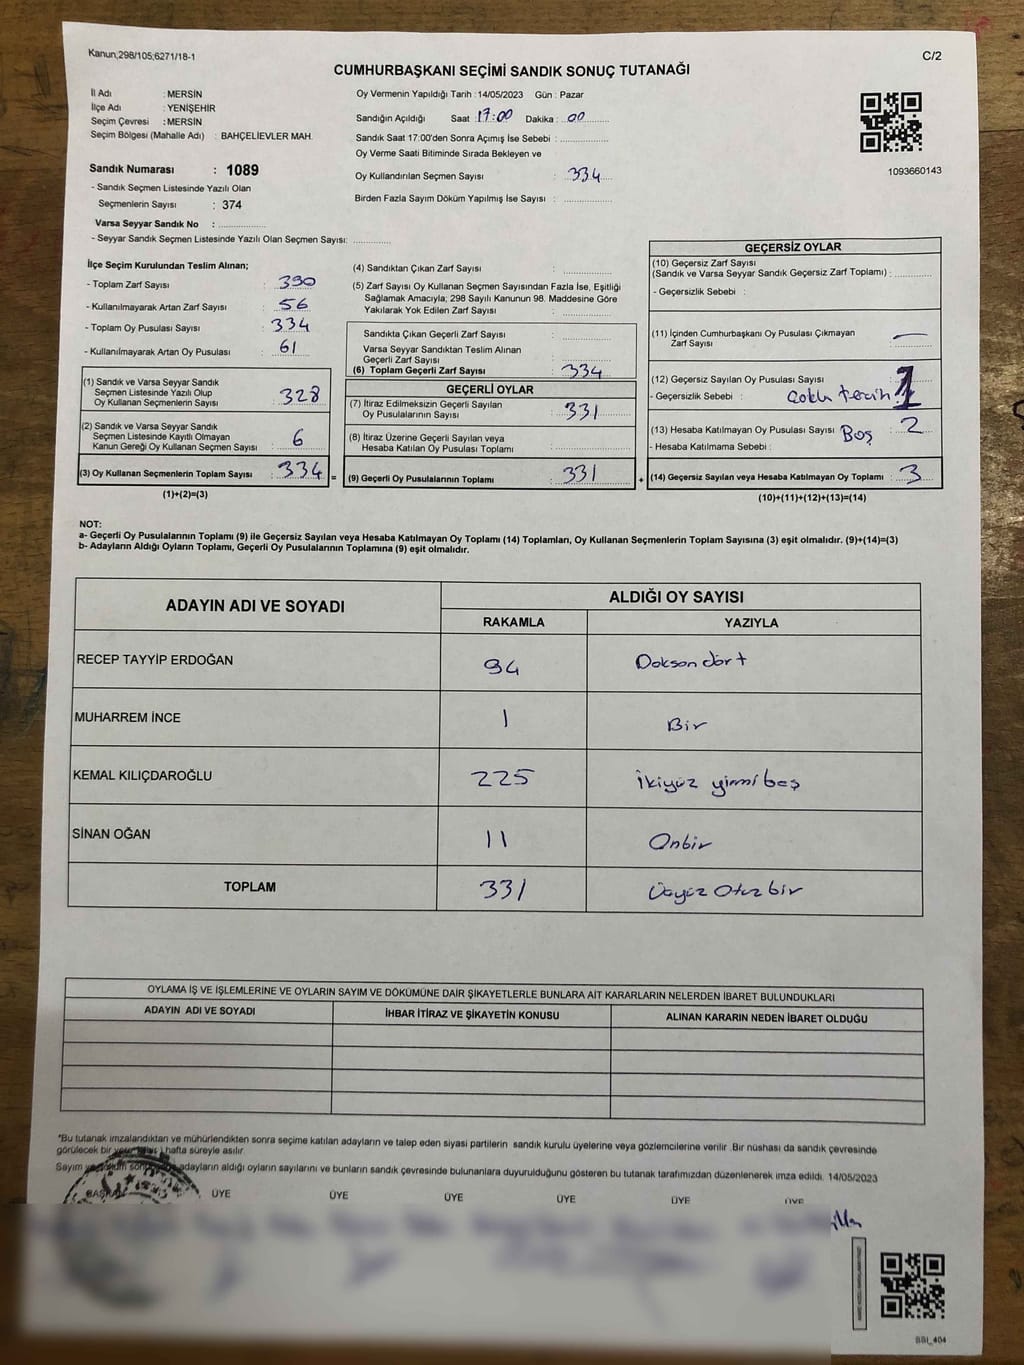 Kanun;298/105;6271/18-1
C/2
CUMHURBAŞKANI SEÇİMİ SANDIK SONUÇ TUTANAĞI
İl Adı : MERSİN
İlçe Adı : YENİŞEHİR
Seçim Çevresi : MERSİN
Seçim Bölgesi (Mahalle Adı) : BAHÇELİEVLER MAH.
Sandık Numarası : 1089
- Sandık Seçmen Listesinde Yazılı Olan
Seçmenlerin Sayısı : 374
Varsa Seyyar Sandık No :
- Seyyar Sandık Seçmen Listesinde Yazılı Olan Seçmen Sayısı:
Oy Vermenin Yapıldığı Tarih : 14/05/2023 Gün : Pazar
Sandığın Açıldığı Saat : 17:00 Dakika : 00
Sandık Saat 17:00'den Sonra Açımış İse Sebebi :
Oy Verme Saati Bitiminde Sırada Bekleyen ve
Oy Kullandırılan Seçmen Sayısı : 334
Birden Fazla Sayım Döküm Yapılmış İse Sayısı :
1093660143
İlçe Seçim Kurulundan Teslim Alınan;
- Toplam Zarf Sayısı : 390
- Kullanılmayarak Artan Zarf Sayısı : 56
- Toplam Oy Pusulası Sayısı : 334
- Kullanılmayarak Artan Oy Pusulası : 61
(1) Sandık ve Varsa Seyyar Sandık
Seçmen Listesinde Yazılı Olup
Oy Kullanan Seçmenlerin Sayısı : 328
(2) Sandık ve Varsa Seyyar Sandık
Seçmen Listesinde Kayıtlı Olmayan
Kanun Gereği Oy Kullanan Seçmen Sayısı : 6
(3) Oy Kullanan Seçmenlerin Toplam Sayısı : 334 =
(1)+(2)=(3)
(4) Sandıktan Çıkan Zarf Sayısı :
(5) Zarf Sayısı Oy Kullanan Seçmen Sayısından Fazla İse, Eşitliği
Sağlamak Amacıyla; 298 Sayılı Kanunun 98. Maddesine Göre
Yakılarak Yok Edilen Zarf Sayısı :
Sandıkta Çıkan Geçerli Zarf Sayısı :
Varsa Seyyar Sandıktan Teslim Alınan
Geçerli Zarf Sayısı :
(6) Toplam Geçerli Zarf Sayısı : 334
GEÇERLİ OYLAR
(7) İtiraz Edilmeksizin Geçerli Sayılan
Oy Pusulalarının Sayısı : 331
(8) İtiraz Üzerine Geçerli Sayılan veya
Hesaba Katılan Oy Pusulası Toplamı :
(9) Geçerli Oy Pusulalarının Toplamı : 331 +
GEÇERSİZ OYLAR
(10) Geçersiz Zarf Sayısı
(Sandık ve Varsa Seyyar Sandık Geçersiz Zarf Toplamı) :
- Geçersizlik Sebebi :
(11) İçinden Cumhurbaşkanı Oy Pusulası Çıkmayan
Zarf Sayısı : —
(12) Geçersiz Sayılan Oy Pusulası Sayısı : 1
- Geçersizlik Sebebi : Çoklu tercih
(13) Hesaba Katılmayan Oy Pusulası Sayısı : 2
- Hesaba Katılmama Sebebi : Boş
(14) Geçersiz Sayılan veya Hesaba Katılmayan Oy Toplamı : 3
(10)+(11)+(12)+(13)=(14)
NOT:
a- Geçerli Oy Pusulalarının Toplamı (9) ile Geçersiz Sayılan veya Hesaba Katılmayan Oy Toplamı (14) Toplamları, Oy Kullanan Seçmenlerin Toplam Sayısına (3) eşit olmalıdır. (9)+(14)=(3)
b- Adayların Aldığı Oyların Toplamı, Geçerli Oy Pusulalarının Toplamına (9) eşit olmalıdır.
ADAYIN ADI VE SOYADI
ALDIĞI OY SAYISI
RAKAMLA YAZIYLA
RECEP TAYYİP ERDOĞAN 94 Doksan dört
MUHARREM İNCE 1 Bir
KEMAL KILIÇDAROĞLU 225 İkiyüz yirmi beş
SİNAN OĞAN 11 Onbir
TOPLAM 331 Üçyüz Otuz bir
OYLAMA İŞ VE İŞLEMLERİNE VE OYLARIN SAYIM VE DÖKÜMÜNE DAİR ŞİKAYETLERLE BUNLARA AİT KARARLARIN NELERDEN İBARET BULUNDUKLARI
ADAYIN ADI VE SOYADI İHBAR İTİRAZ VE ŞİKAYETİN KONUSU ALINAN KARARIN NEDEN İBARET OLDUĞU
*Bu tutanak imzalandıktan ve mühürlendikten sonra seçime katılan adayların ve talep eden siyasi partilerin sandık kurulu üyelerine veya gözlemcilerine verilir. Bir nüshası da sandık çevresinde
görülecek bir yere hafta süreyle asılır.
Sayım ve adayların aldığı oyların sayılarını ve bunların sandık çevresinde bulunanlara duyurulduğunu gösteren bu tutanak tarafımızdan düzenlenerek imza edildi. 14/05/2023
BAŞKAN ÜYE ÜYE ÜYE ÜYE ÜYE ÜYE